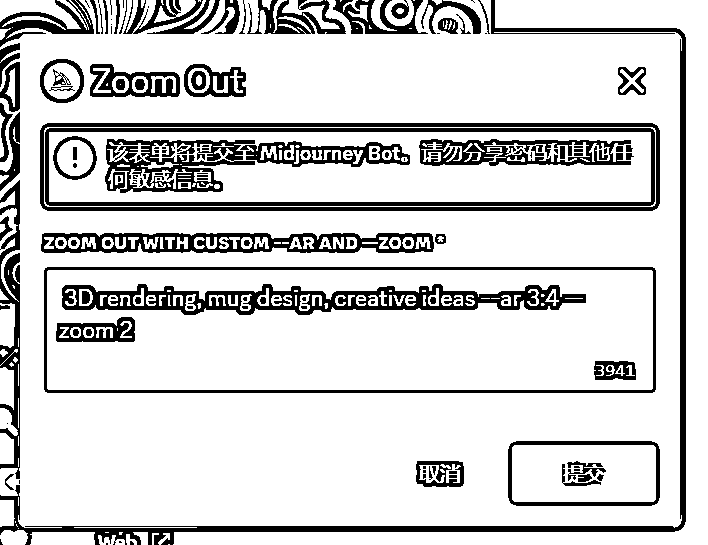 Zoom Out
该表单将提交至 Midjourney Bot。请勿分享密码和其他任
何敏感信息。
ZOOM OUT WITH CUSTOM --AR AND --ZOOM *
3D rendering, mug design, creative ideas --ar 3:4 --
zoom 2
3941
取消
提交
Web